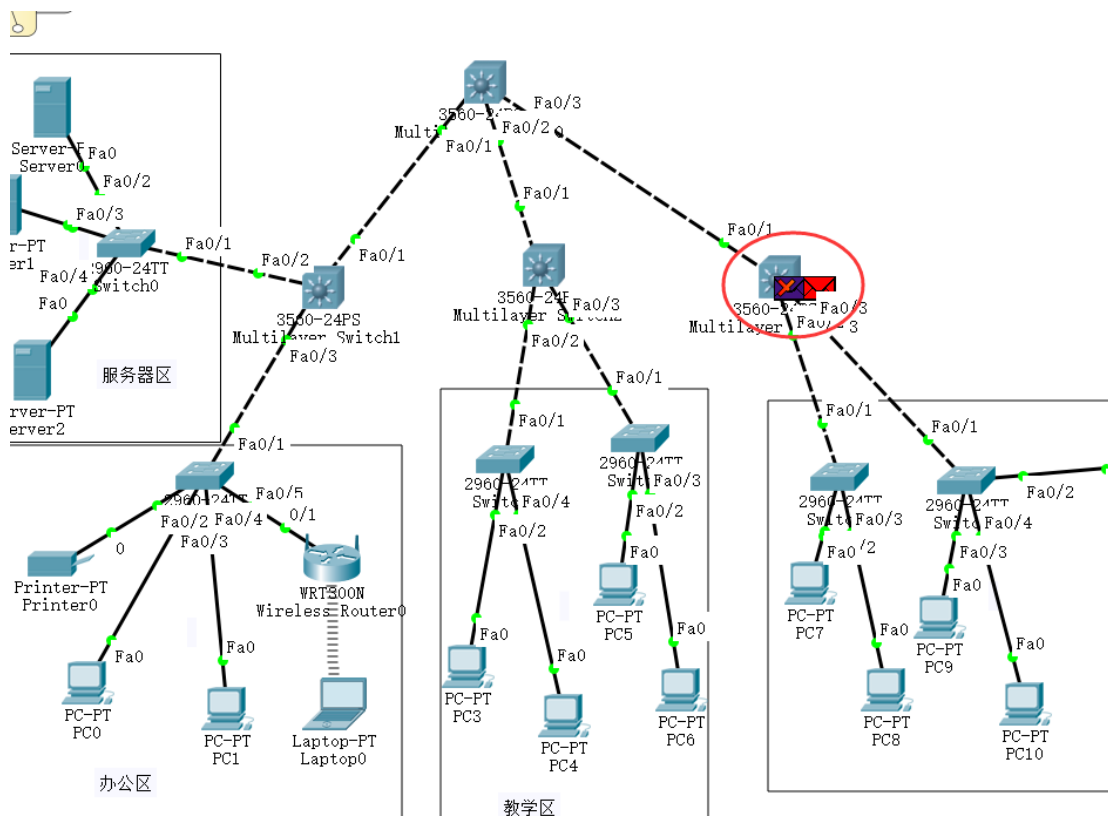 Fa0/3
3560-24
Fa0/2
Fa0/1
Fa0/1
Fa0/1
Fa0/1
Server0
Fa0
Fa0/2
Fa0/3
Fa0/1
Fa0/2
Fa0/4
2960-24TT
Switch0
Fa0
3560-24PS
Multilayer Switch1
Fa0/3
服务器区
Fa0/3
Multilayer
Fa0/2
Fa0/3
Multilayer
Fa0/1
Fa0/1
Fa0/1
Fa0/1
Fa0/1
2960-24TT
Fa0/2
Fa0/4
Fa0/5
0/1
Fa0/3
0
Printer-PT
Printer0
WRT300N
Wireless Router0
Fa0
PC-PT
PC0
Fa0
PC-PT
PC1
Laptop-PT
Laptop0
办公区
2960-24TT
Fa0/4
Fa0/2
2960-24TT
Fa0/3
Fa0/2
Fa0
PC-PT
PC5
Fa0
PC-PT
PC3
Fa0
PC-PT
PC4
Fa0
PC-PT
PC6
教学区
2960-24TT
Fa0/3
Fa0
/2
2960-24TT
Fa0/2
Fa0/4
Fa0/3
PC-PT
PC7
Fa0
PC-PT
PC8
Fa0
PC-PT
PC9
Fa0
PC-PT
PC10